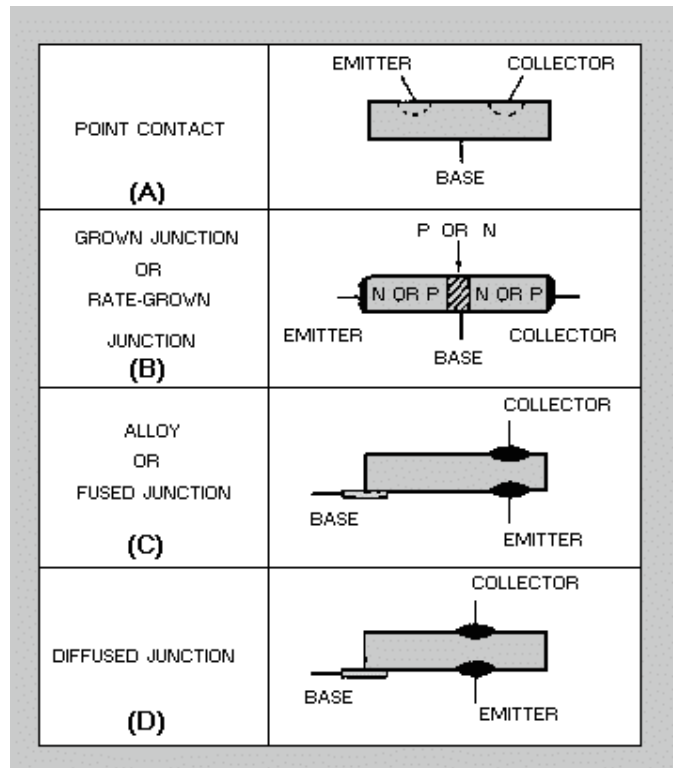 POINT CONTACT
(A)
EMITTER
COLLECTOR
BASE
GROWN JUNCTION
OR
RATE-GROWN
JUNCTION
(B)
P OR N
N OR P
N OR P
EMITTER
COLLECTOR
BASE
ALLOY
OR
FUSED JUNCTION
(C)
COLLECTOR
BASE
EMITTER
DIFFUSED JUNCTION
(D)
COLLECTOR
BASE
EMITTER